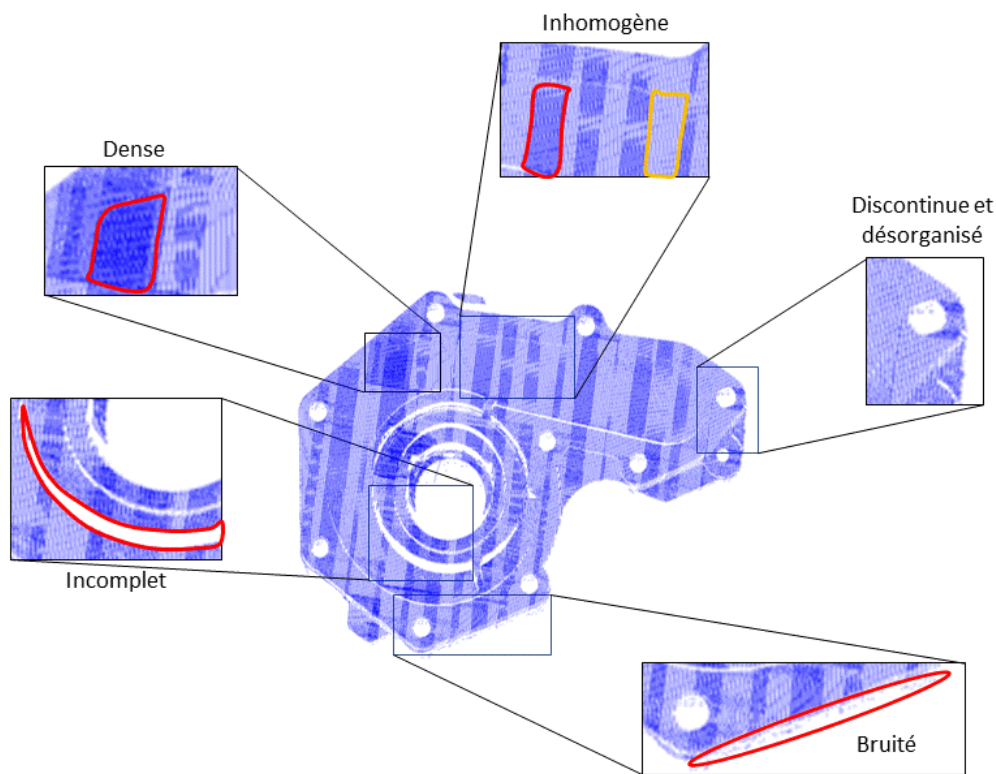 Inhomogène
Dense
Discontinue et
désorganisé
Incomplet
Bruité